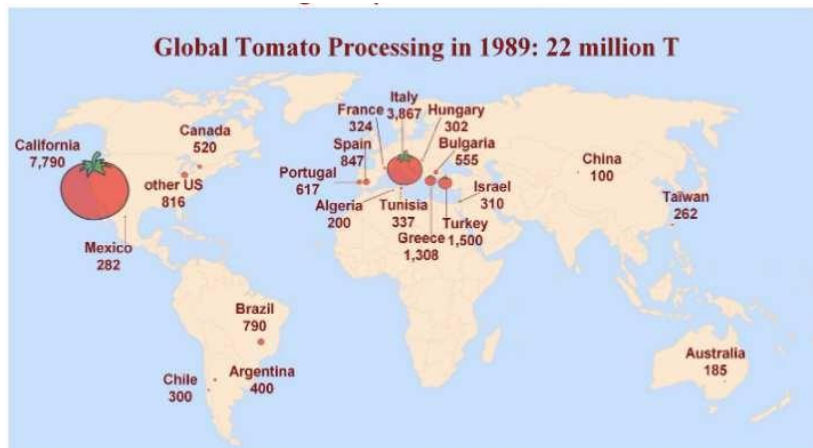 Global Tomato Processing in 1989: 22 million T
California
7,790
Canada
520
other US
816
Mexico
282
Brazil
790
Chile
300
Argentina
400
Italy
3,867
France
324
Hungary
302
Spain
847
Bulgaria
555
Portugal
617
Algeria
200
Tunisia
337
Greece
1,308
Turkey
1,500
Israel
310
China
100
Taiwan
262
Australia
185